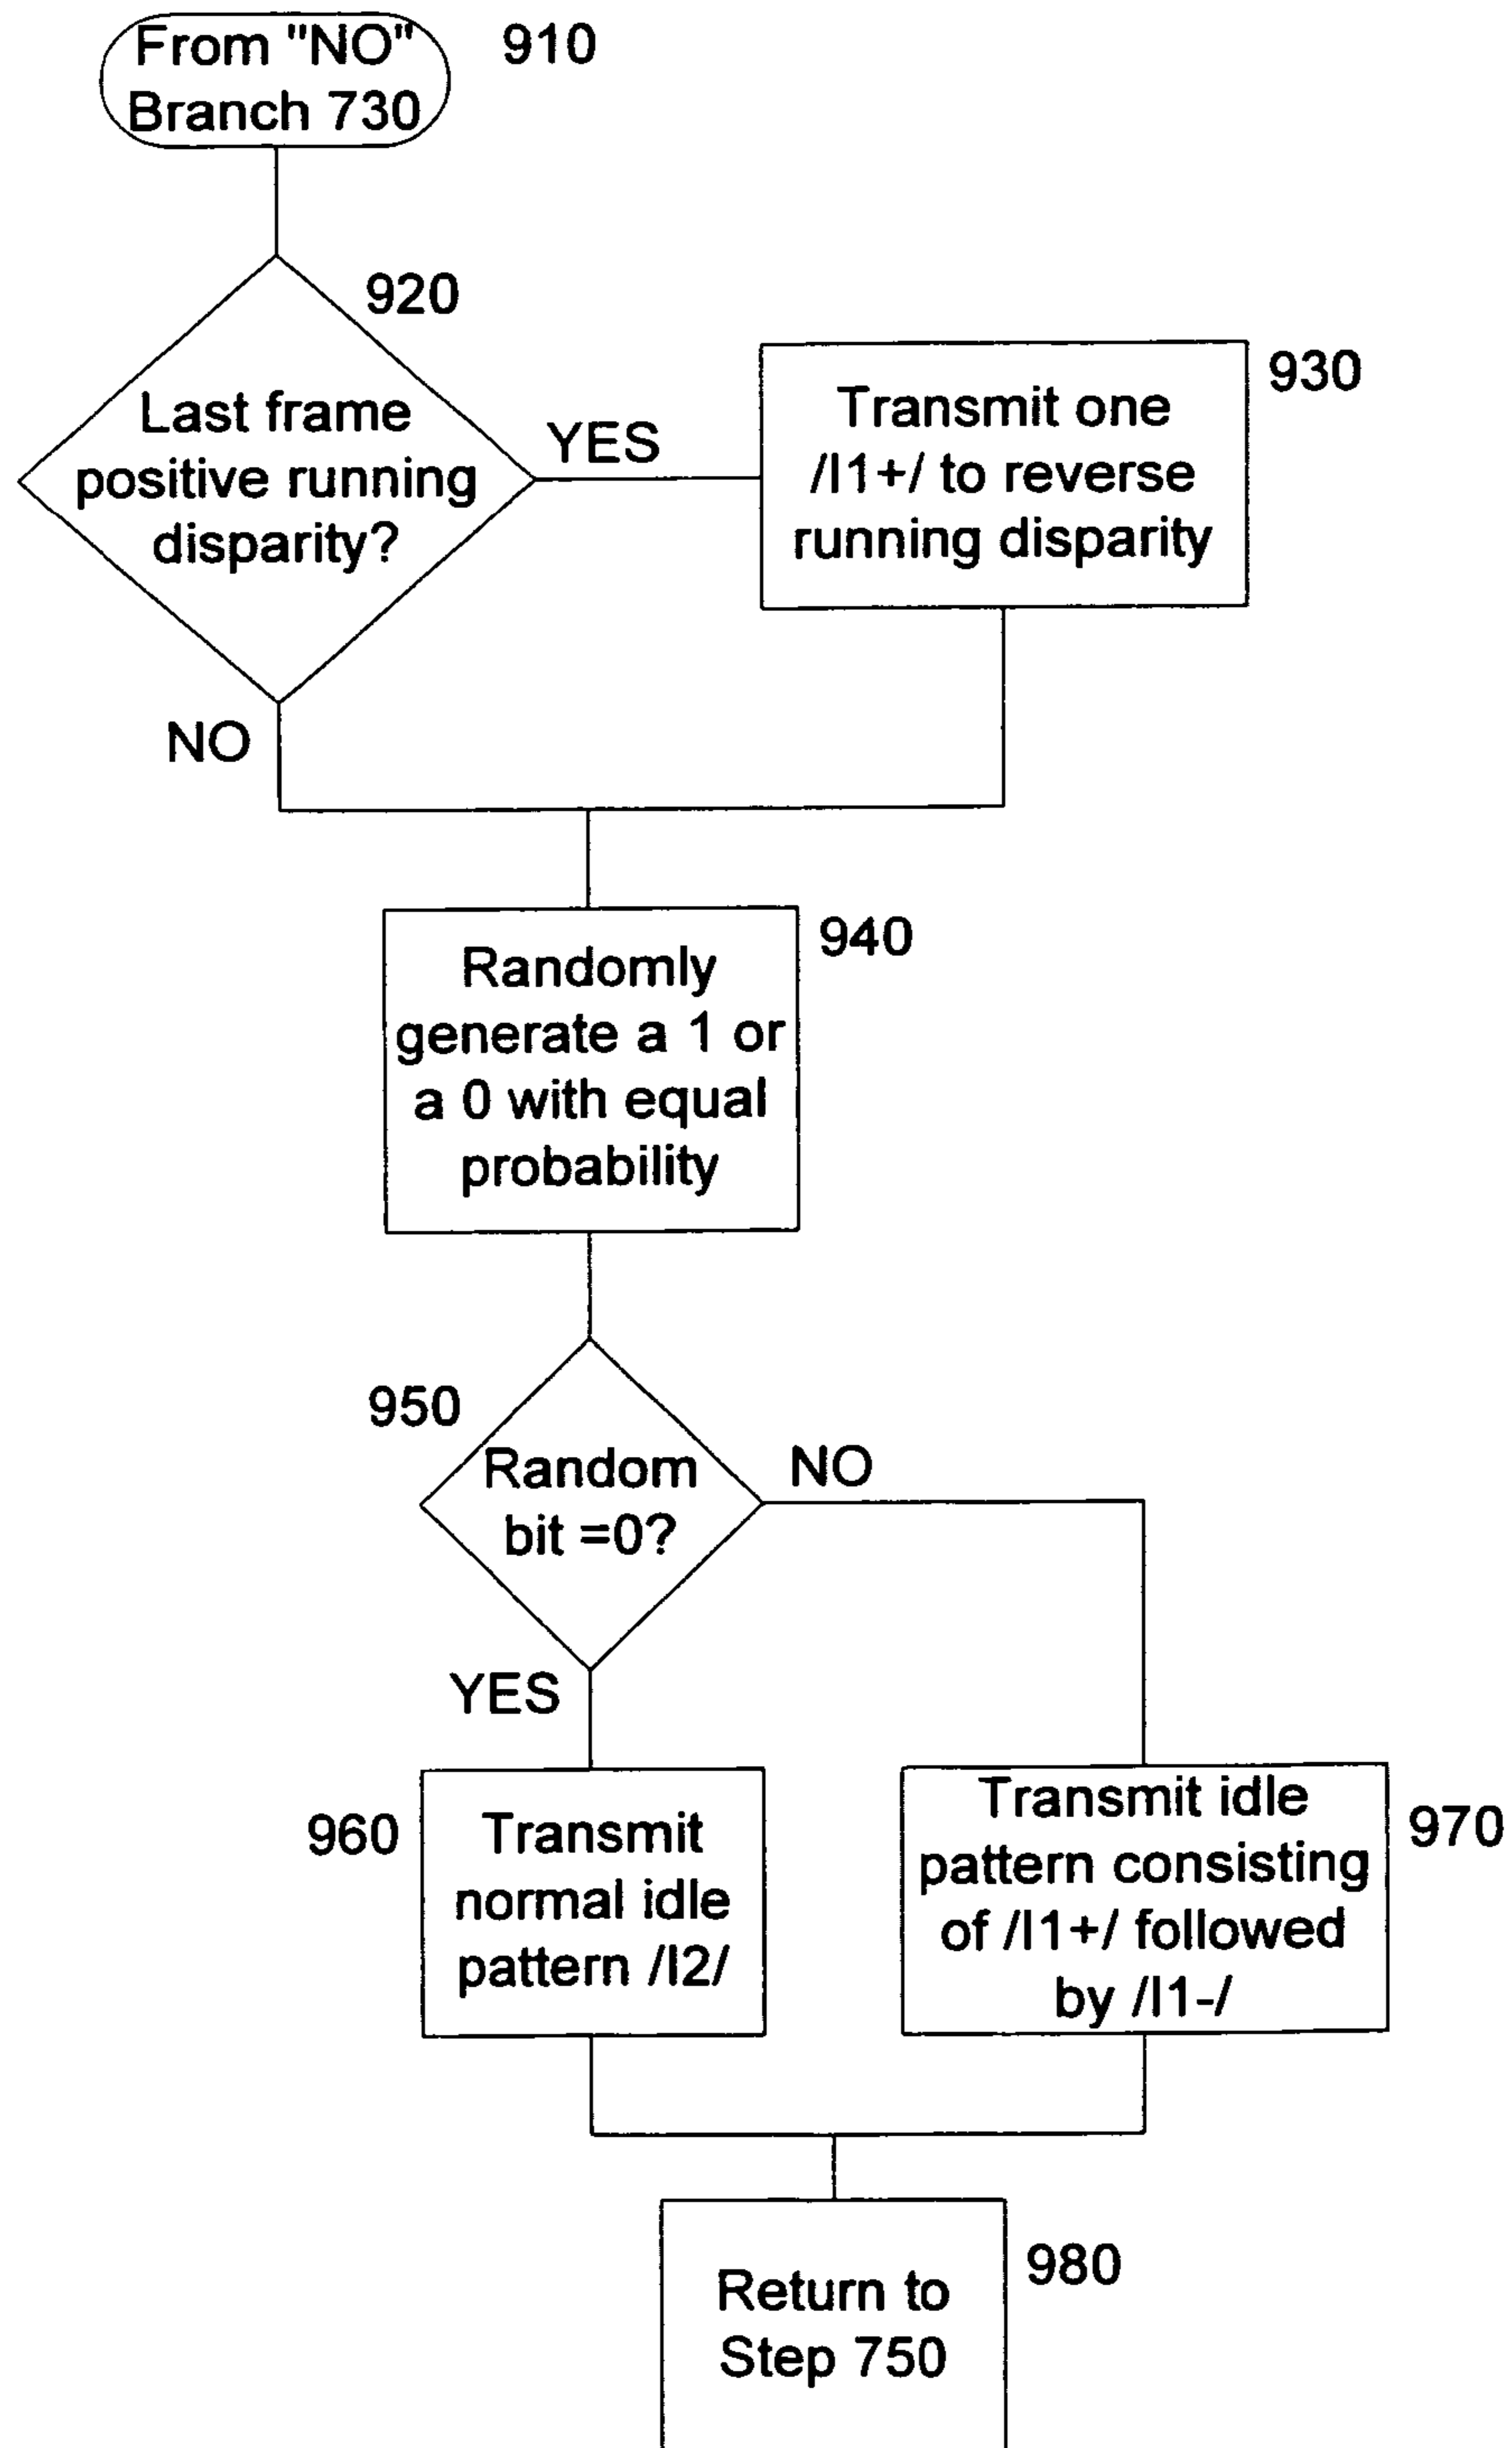 From "NO"
Branch 730
910
920
Last frame
positive running
disparity?
YES
930
Transmit one
/I1+/ to reverse
running disparity
NO
940
Randomly
generate a 1 or
a 0 with equal
probability
950
Random
bit =0?
NO
YES
960
Transmit
normal idle
pattern /I2/
Transmit idle
pattern consisting
of /I1+/ followed
by /I1-/
970
Return to
Step 750
980